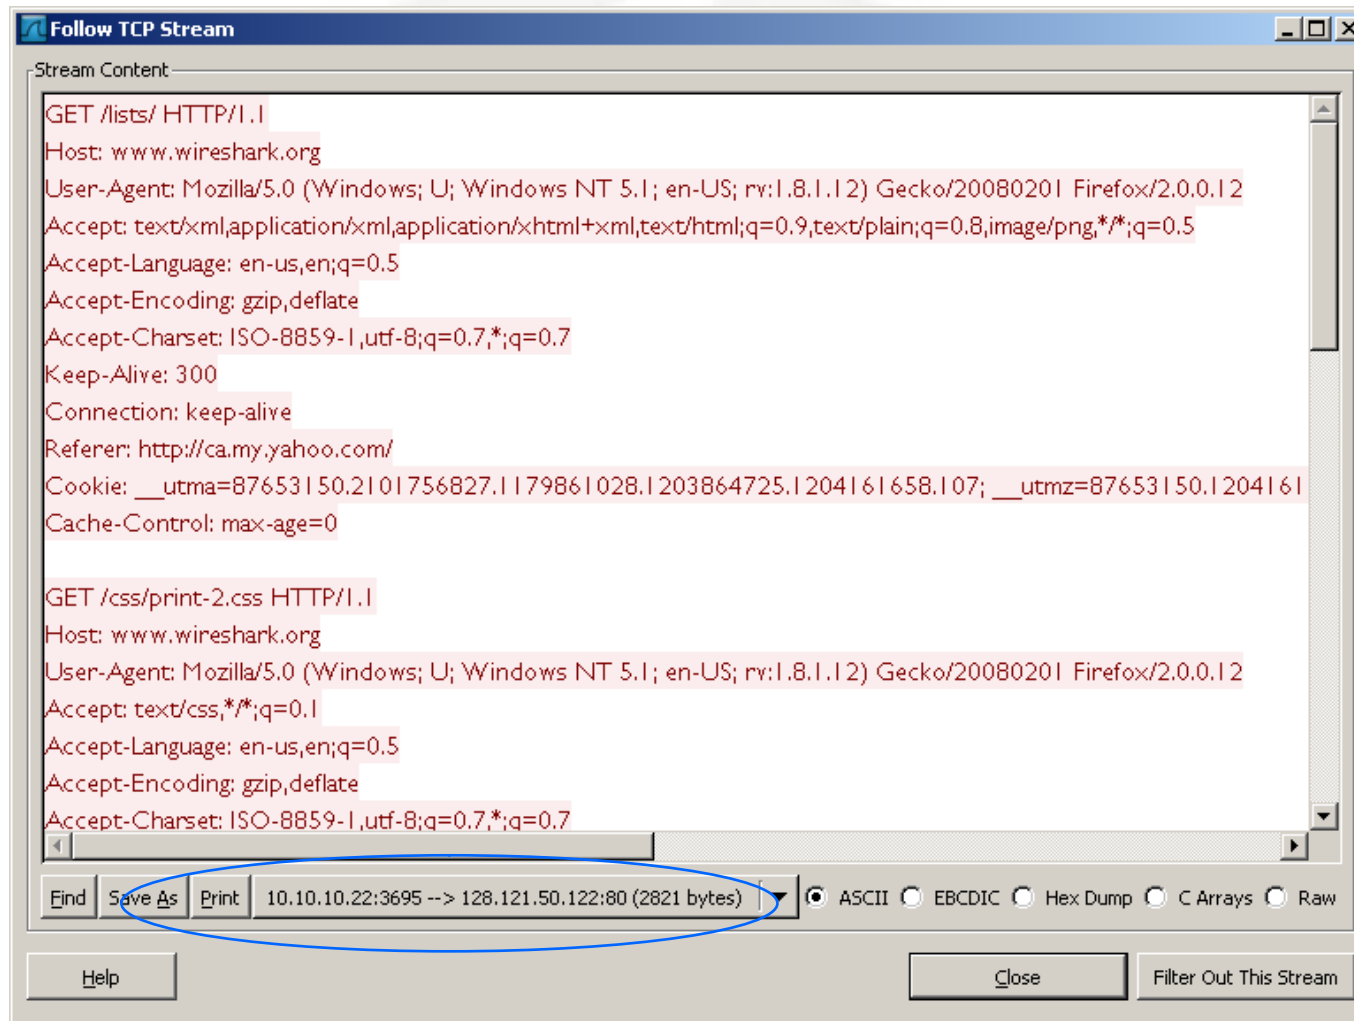 Follow TCP Stream
Stream Content
GET /lists/ HTTP/1.1
Host: www.wireshark.org
User-Agent: Mozilla/5.0 (Windows; U; Windows NT 5.1; en-US; rv:1.8.1.12) Gecko/20080201 Firefox/2.0.0.12
Accept: text/xml,application/xml,application/xhtml+xml,text/html;q=0.9,text/plain;q=0.8,image/png,*/*;q=0.5
Accept-Language: en-us,en;q=0.5
Accept-Encoding: gzip,deflate
Accept-Charset: ISO-8859-1,utf-8;q=0.7,*;q=0.7
Keep-Alive: 300
Connection: keep-alive
Referer: http://ca.my.yahoo.com/
Cookie: __utma=87653150.2101756827.1179861028.1203864725.1204161658.107; __utmz=87653150.1204161
Cache-Control: max-age=0
GET /css/print-2.css HTTP/1.1
Host: www.wireshark.org
User-Agent: Mozilla/5.0 (Windows; U; Windows NT 5.1; en-US; rv:1.8.1.12) Gecko/20080201 Firefox/2.0.0.12
Accept: text/css,*/*;q=0.1
Accept-Language: en-us,en;q=0.5
Accept-Encoding: gzip,deflate
Accept-Charset: ISO-8859-1,utf-8;q=0.7,*;q=0.7
Find Save As Print 10.10.10.22:3695 --> 128.121.50.122:80 (2821 bytes) ASCII EBCDIC Hex Dump C Arrays Raw
Help Close Filter Out This Stream